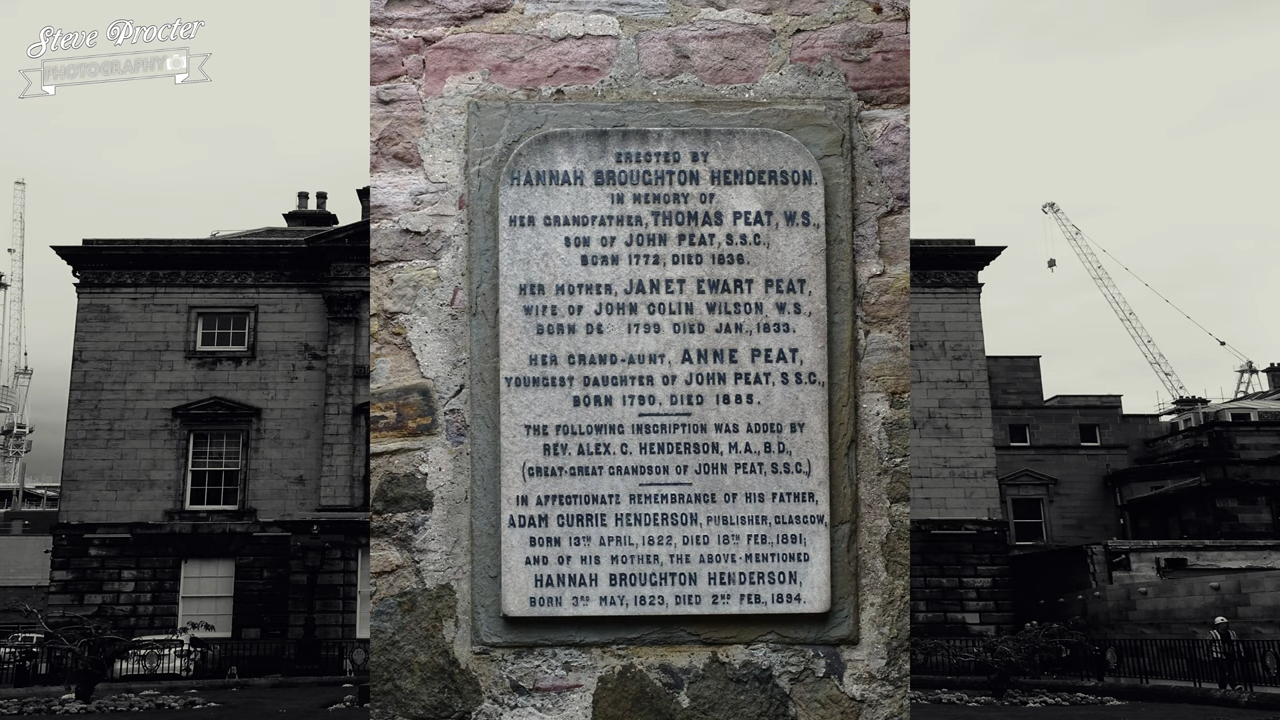 Steve Procter
PHOTOGRAPHY
ERECTED BY
HANNAH BROUGHTON HENDERSON.
IN MEMORY OF
HER GRANDFATHER, THOMAS PEAT, W.S.,
SON OF JOHN PEAT, S.S.C.,
BORN 1772, DIED 1836.
HER MOTHER, JANET EWART PEAT,
WIFE OF JOHN COLIN WILSON, W.S.,
BORN 1799 DIED JAN., 1833.
HER GRAND-AUNT, ANNE PEAT,
YOUNGEST DAUGHTER OF JOHN PEAT, S.S.C.,
BORN 1790, DIED 1885.
THE FOLLOWING INSCRIPTION WAS ADDED BY
REV. ALEX. C. HENDERSON, M.A., B.D.,
(GREAT-GREAT GRANDSON OF JOHN PEAT, S.S.C.,)
IN AFFECTIONATE REMEMBRANCE OF HIS FATHER,
ADAM CURRIE HENDERSON, PUBLISHER, GLASGOW,
BORN 13TH APRIL, 1822, DIED 18TH FEB., 1891;
AND OF HIS MOTHER, THE ABOVE-MENTIONED
HANNAH BROUGHTON HENDERSON,
BORN 3RD MAY, 1823, DIED 2ND FEB., 1894.